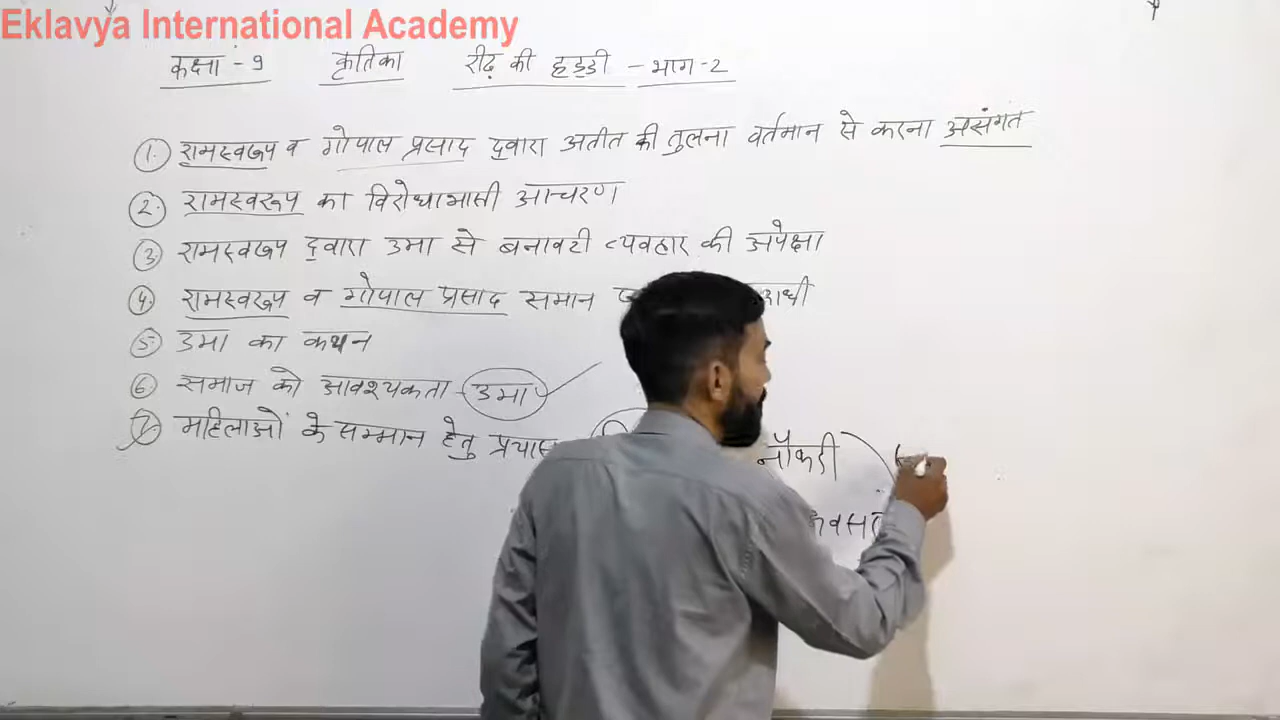 Eklavya International Academy
कक्षा - 9 कृतिका रीढ़ की हड्डी - भाग-2
1. रामस्वरूप व गोपाल प्रसाद द्वारा अतीत की तुलना वर्तमान से करना असंगत
2. रामस्वरूप का विरोधाभासी आचरण
3. रामस्वरूप द्वारा उमा से बनावटी व्यवहार की अपेक्षा
4. रामस्वरूप व गोपाल प्रसाद समान
5. उमा का कथन
6. समाज को आवश्यकता - उमा
7. महिलाओं के सम्मान हेतु प्रयास नौकरी